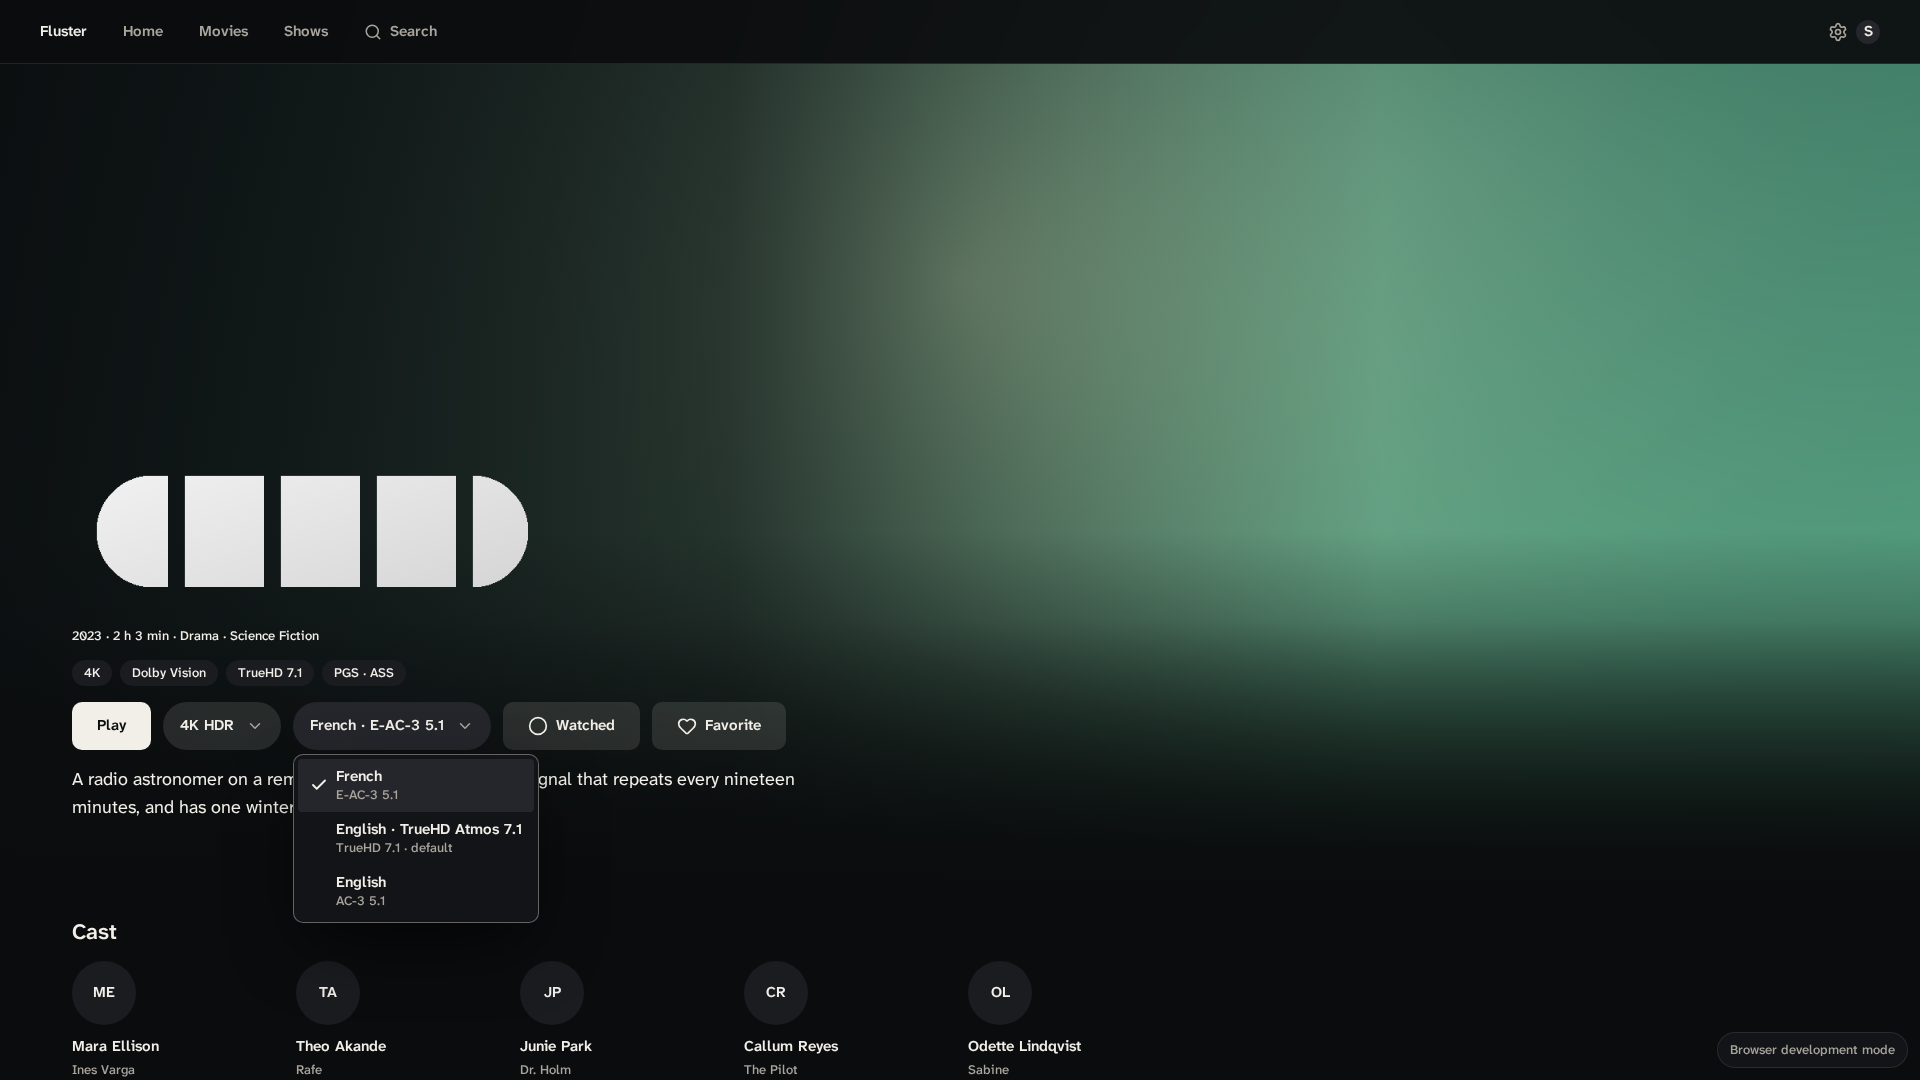 Fluster
Home
Movies
Shows
Search
S
2023 · 2 h 3 min · Drama · Science Fiction
4K
Dolby Vision
TrueHD 7.1
PGS · ASS
Play
4K HDR
French · E-AC-3 5.1
Watched
Favorite
A radio astronomer on a rem gnal that repeats every nineteen
minutes, and has one winter
French
E-AC-3 5.1
English · TrueHD Atmos 7.1
TrueHD 7.1 · default
English
AC-3 5.1
Cast
ME
TA
JP
CR
OL
Mara Ellison
Theo Akande
Junie Park
Callum Reyes
Odette Lindqvist
Ines Varga
Rafe
Dr. Holm
The Pilot
Sabine
Browser development mode